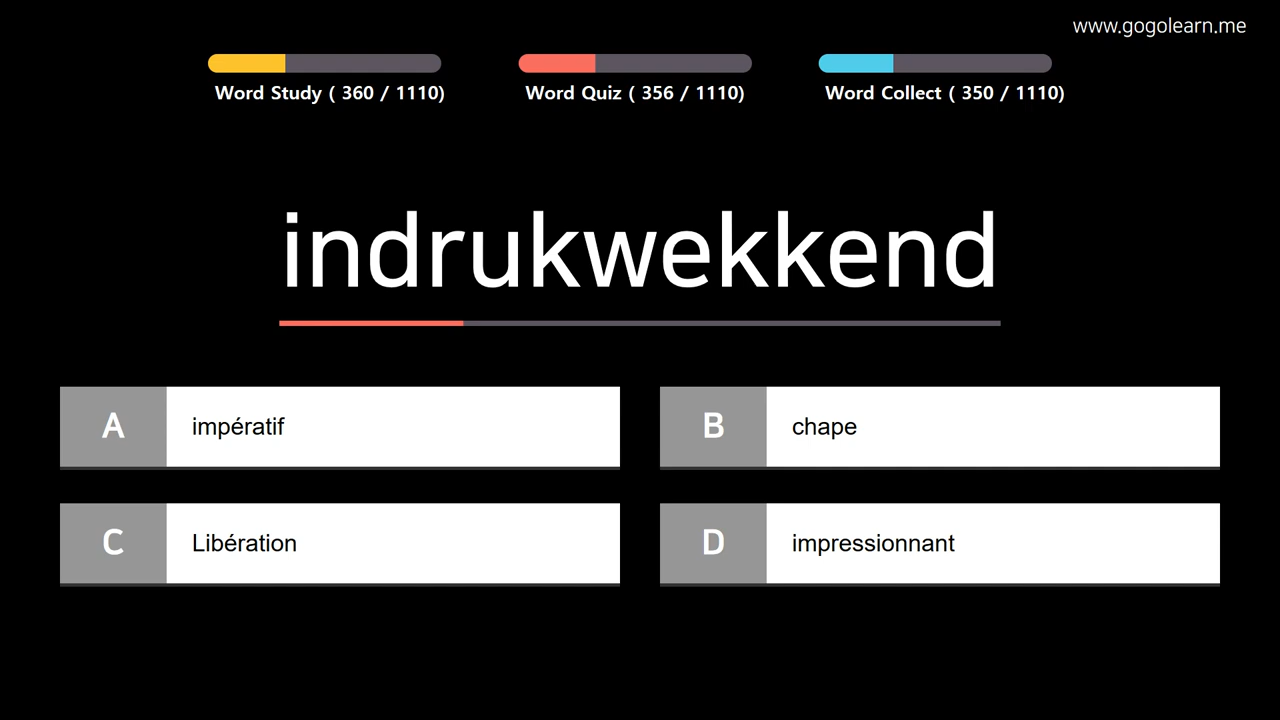 www.gogolearn.me
Word Study ( 360 / 1110)
Word Quiz ( 356 / 1110)
Word Collect ( 350 / 1110)
indrukwekkend
A impératif
B chape
C Libération
D impressionnant